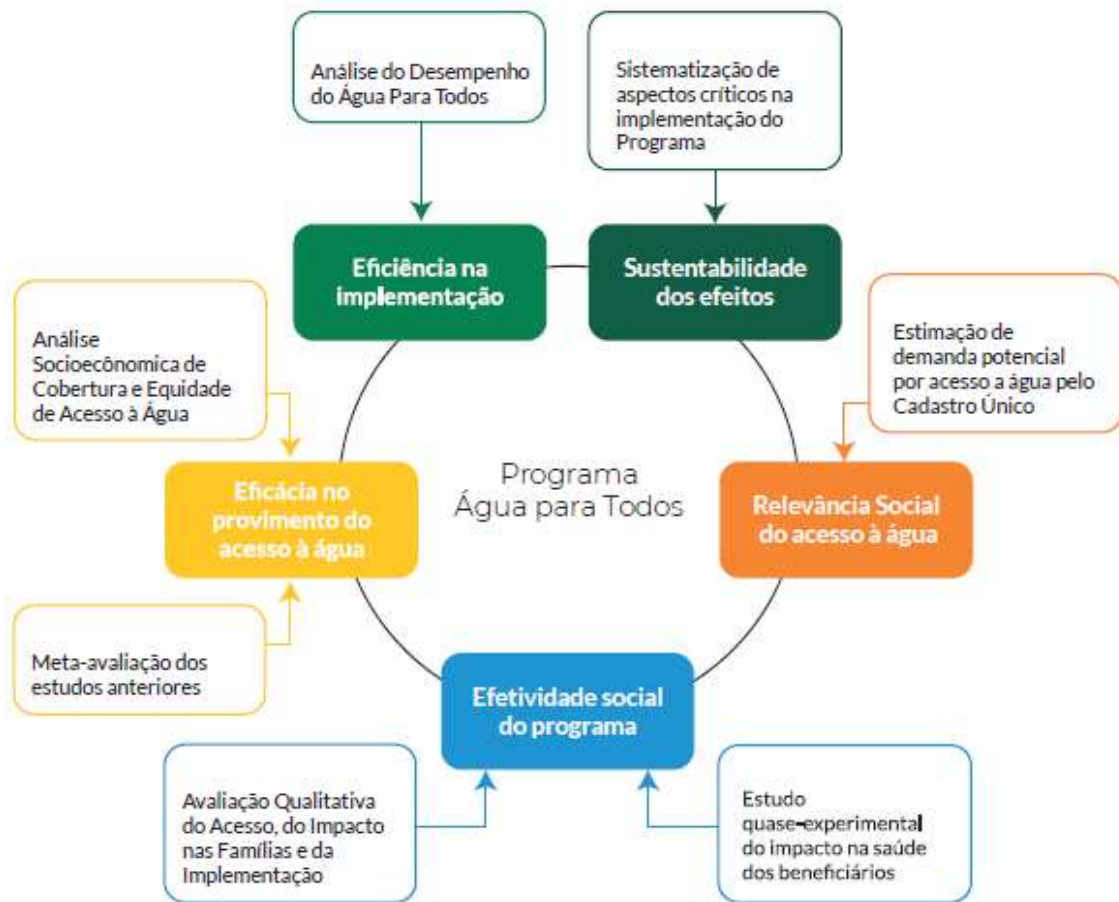 Análise do Desempenho
do Água Para Todos
Sistematização de
aspectos críticos na
implementação do
Programa
Eficiência na
implementação
Sustentabilidade
dos efeitos
Análise
Socioecônomica de
Cobertura e Equidade
de Acesso à Água
Estimação de
demanda potencial
por acesso a água pelo
Cadastro Único
Eficácia no
provimento do
acesso à água
Programa
Água para Todos
Relevância Social
do acesso à água
Meta-avaliação dos
estudos anteriores
Efetividade social
do programa
Avaliação Qualitativa
do Acesso, do Impacto
nas Famílias e da
Implementação
Estudo
quase-experimental
do impacto na saúde
dos beneficiários